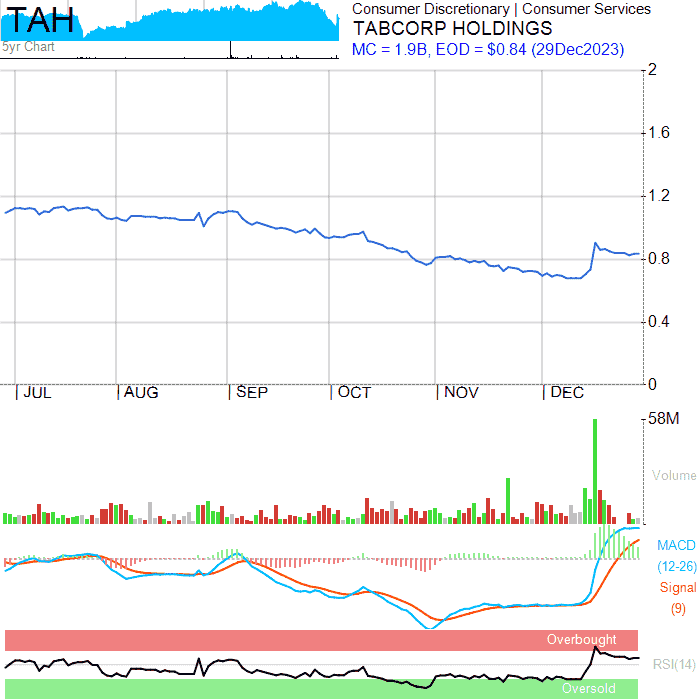 TAH
5yr Chart
Consumer Discretionary | Consumer Services
TABCORP HOLDINGS
MC = 1.9B, EOD = $0.84 (29Dec2023)
2
1.6
1.2
0.8
0.4
0
| JUL | AUG | SEP | OCT | NOV | DEC
58M
Volume
MACD
(12-26)
Signal
(9)
Overbought
RSI(14)
Oversold